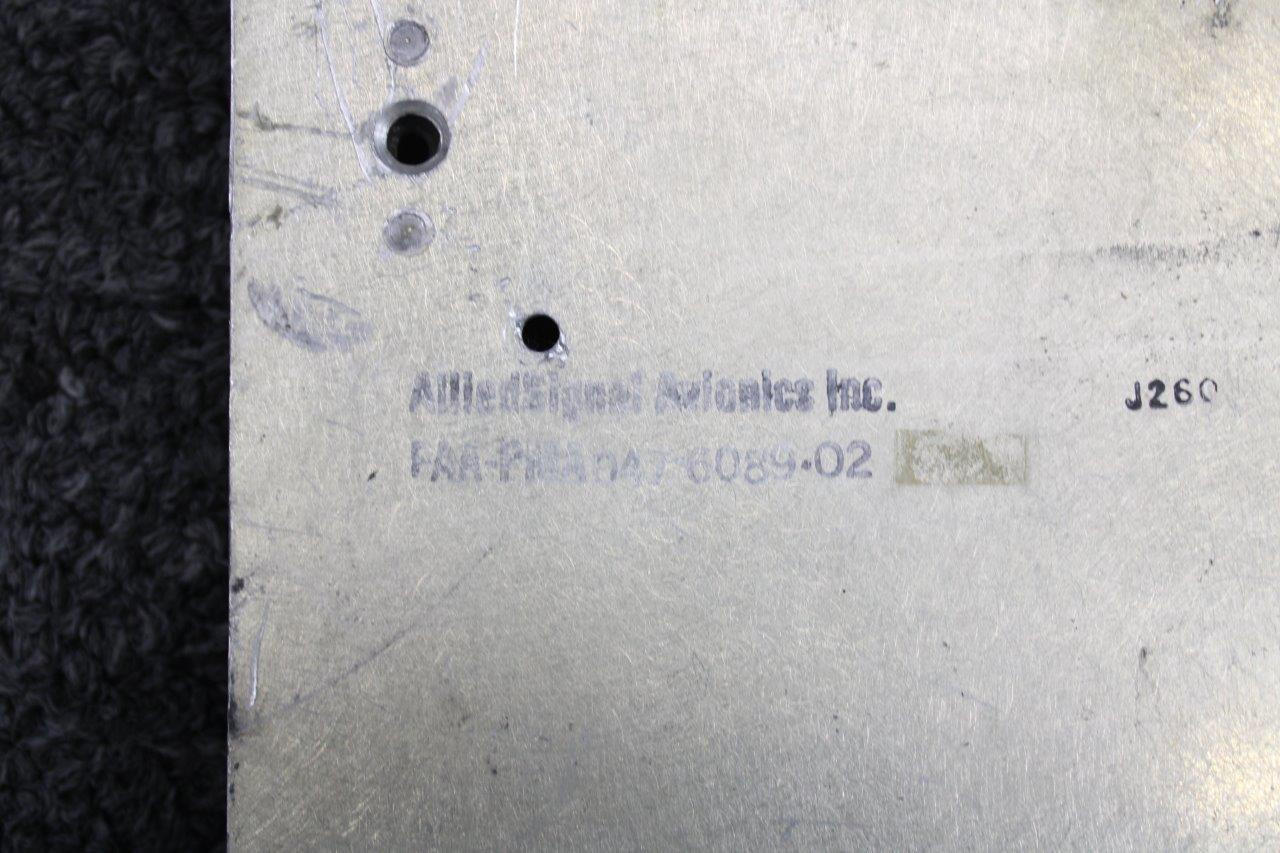 AlliedSignal Avionics Inc.
J260
FAA-PMA 047-6089-02